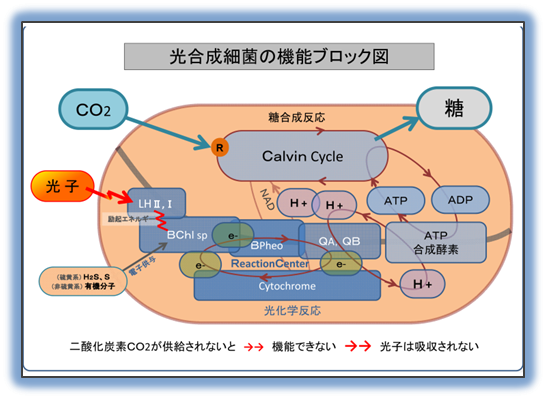 光合成細菌の機能ブロック図
CO2
糖
糖合成反応
R
Calvin Cycle
光子
LHⅡ,Ⅰ
励起エネルギー
NAD
H+
H+
ATP
ADP
BChl sp
e-
BPheo
QA, QB
ATP
合成酵素
電子供与
e-
ReactionCenter
e-
(硫黄系) H2S、S
(非硫黄系) 有機分子
Cytochrome
H+
光化学反応
二酸化炭素CO2が供給されないと →→ 機能できない →→ 光子は吸収されない